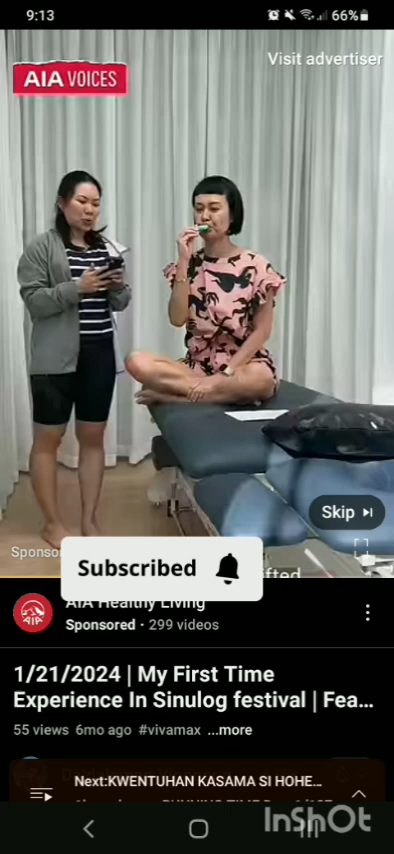 9:13
66%
Visit advertiser
AIA VOICES
Skip
Sponso
Subscribed
fted
AIA Healthy Living
Sponsored · 299 videos
1/21/2024 | My First Time
Experience In Sinulog festival | Fea...
55 views 6mo ago #vivamax ...more
Next:KWENTUHAN KASAMA SI HOHE...
InShOt